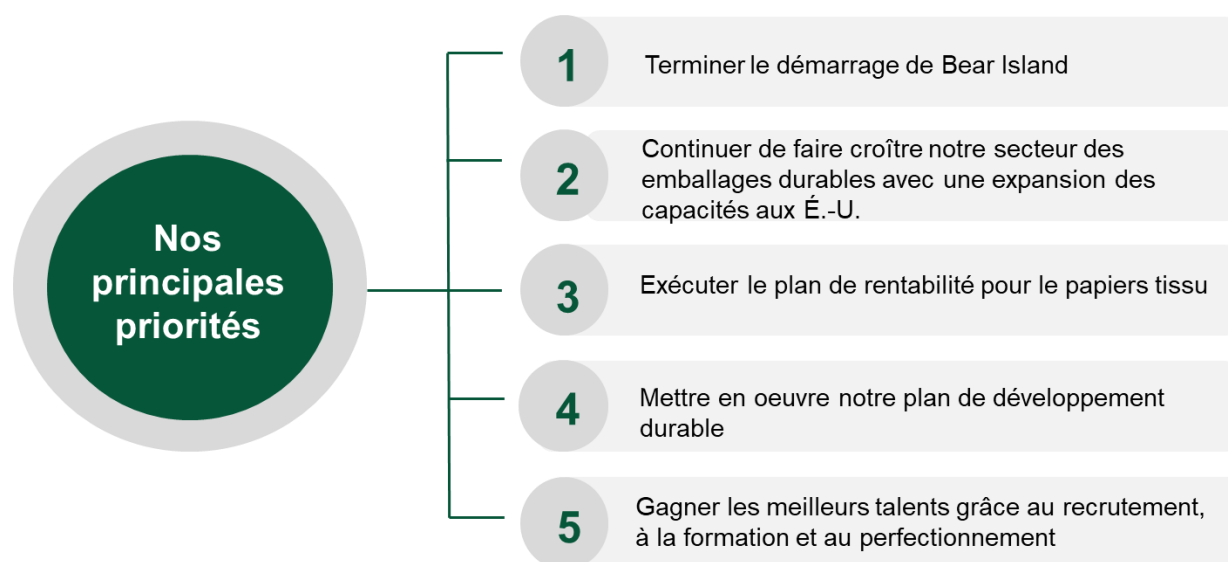 Nos
principales
priorités
1
Terminer le démarrage de Bear Island
2
Continuer de faire croître notre secteur des
emballages durables avec une expansion des
capacités aux É.-U.
3
Exécuter le plan de rentabilité pour le papiers tissu
4
Mettre en oeuvre notre plan de développement
durable
5
Gagner les meilleurs talents grâce au recrutement,
à la formation et au perfectionnement